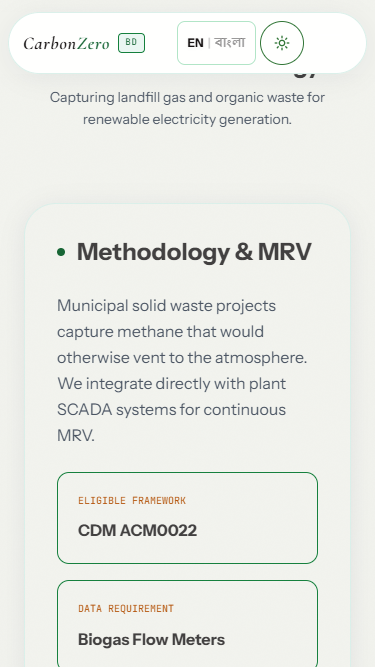 CarbonZero BD EN | বাংলা
Capturing landfill gas and organic waste for
renewable electricity generation.
Methodology & MRV
Municipal solid waste projects
capture methane that would
otherwise vent to the atmosphere.
We integrate directly with plant
SCADA systems for continuous
MRV.
ELIGIBLE FRAMEWORK
CDM ACM0022
DATA REQUIREMENT
Biogas Flow Meters